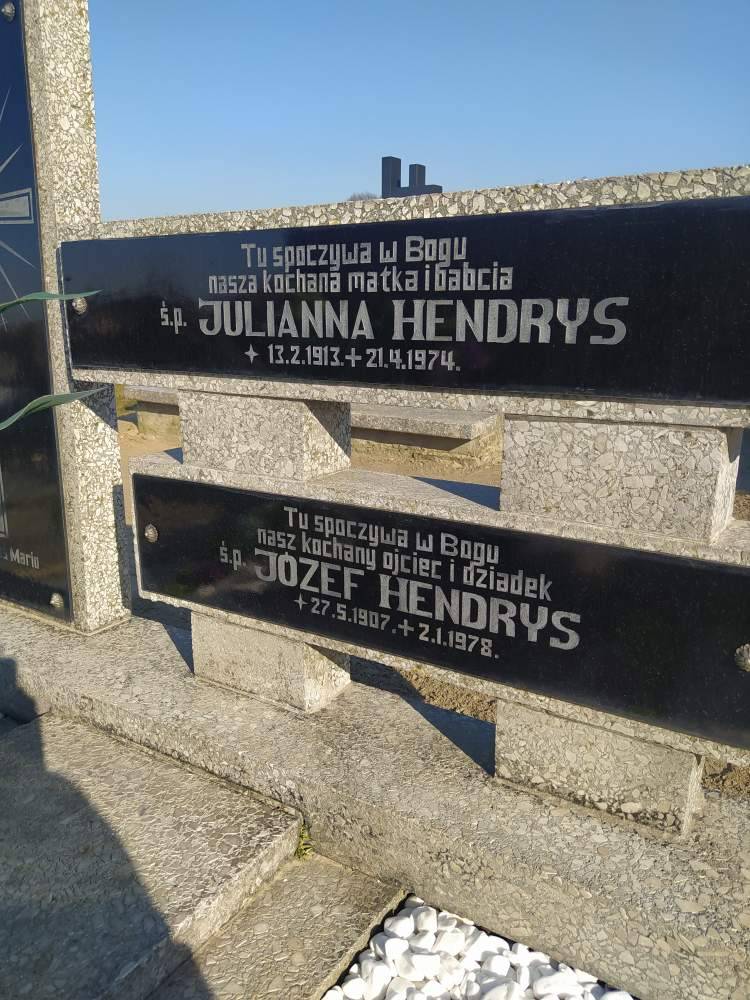 Tu spoczywa w Bogu
nasza kochana matka i babcia
ś.p. JULIANNA HENDRYS
13.2.1913. + 21.4.1974.
Tu spoczywa w Bogu
nasz kochany ojciec i dziadek
ś.p. JÓZEF HENDRYS
27.5.1907. + 2.1.1978.
Mario